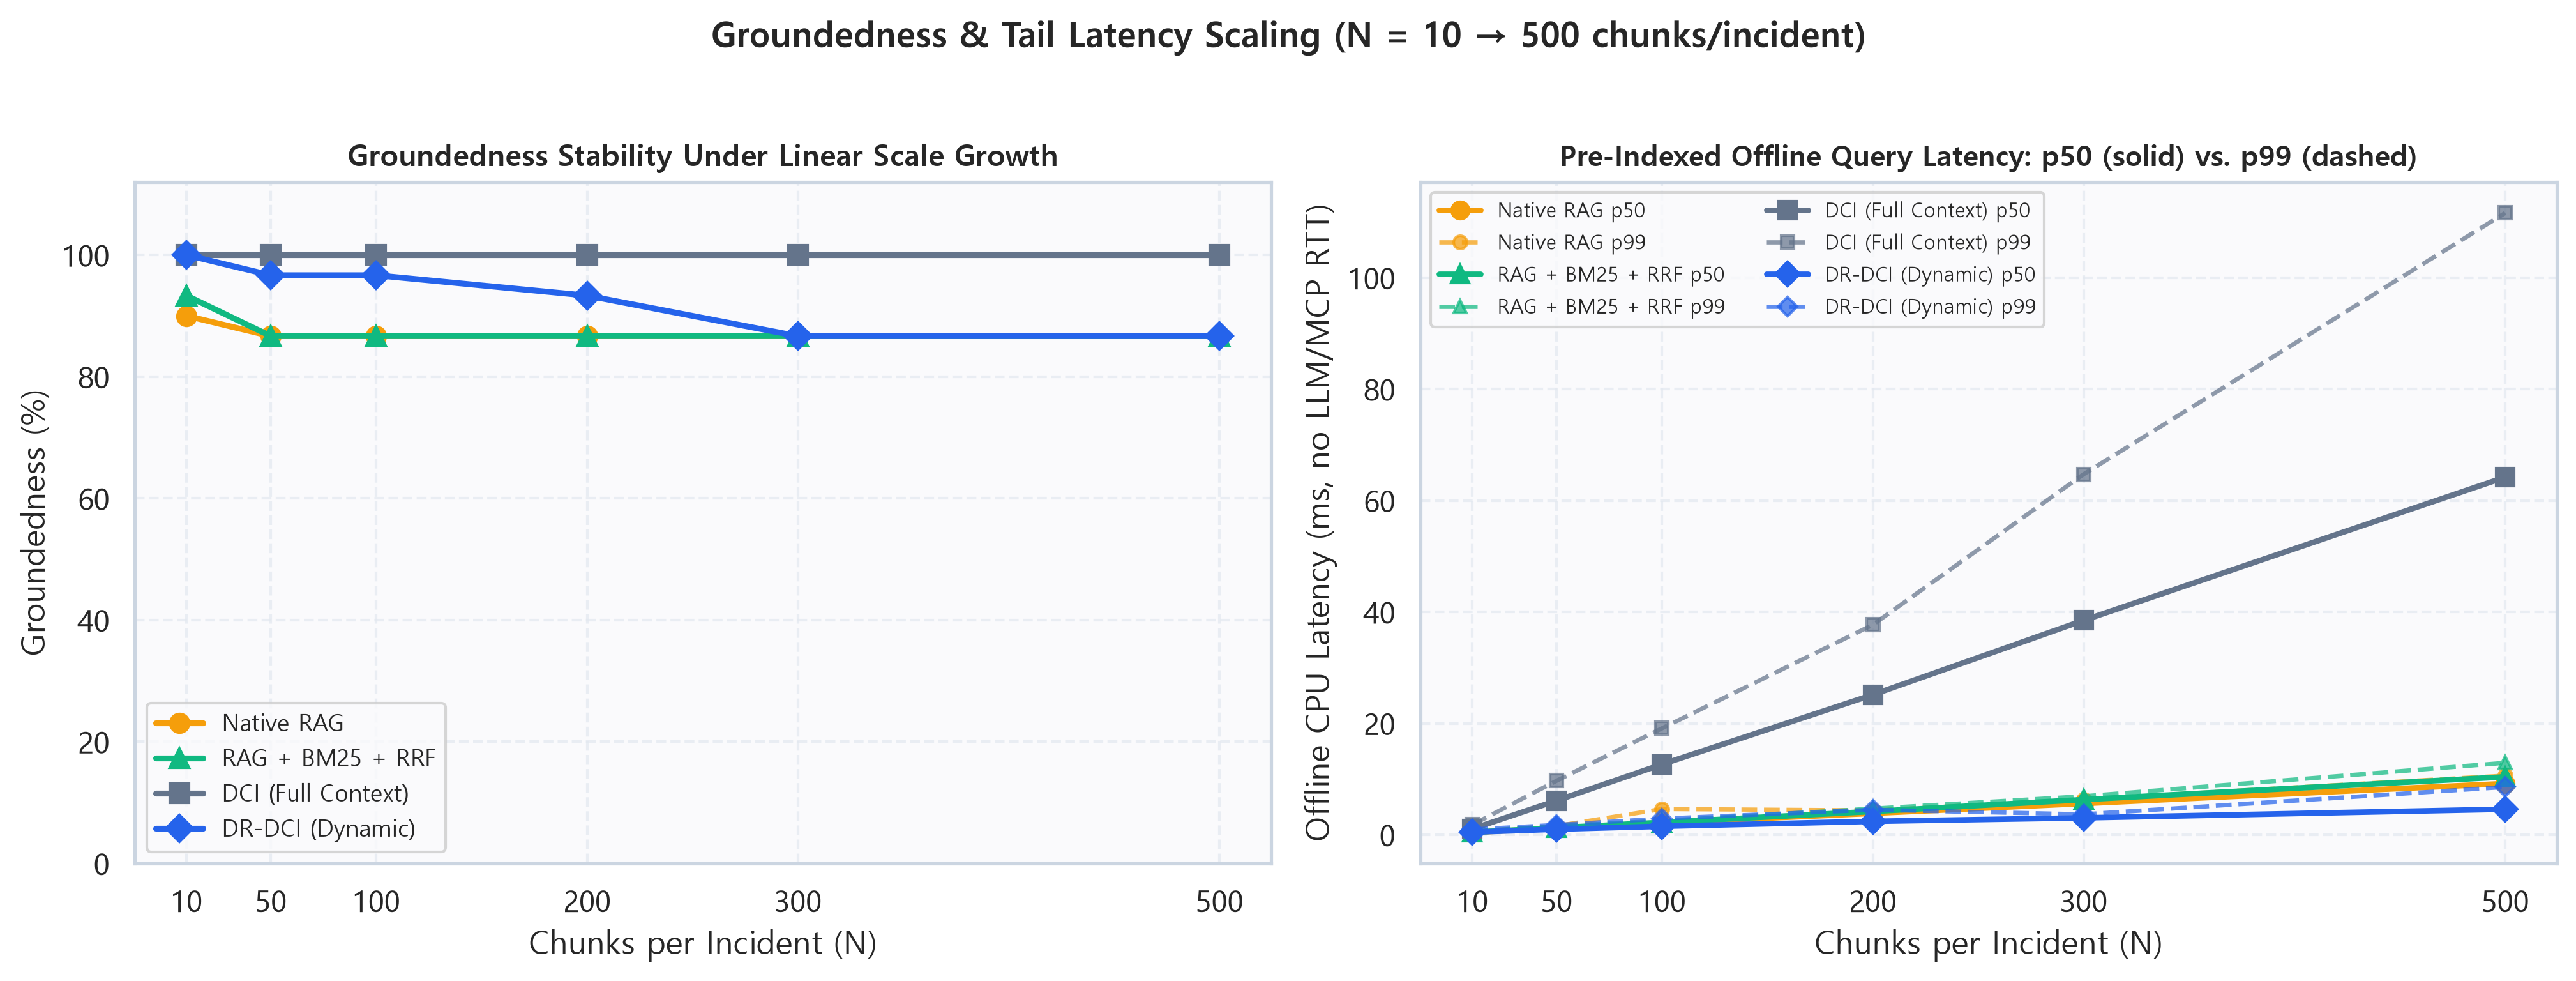 Groundedness & Tail Latency Scaling (N = 10 → 500 chunks/incident)
Groundedness Stability Under Linear Scale Growth
Groundedness (%)
100
80
60
40
20
0
10 50 100 200 300 500
Chunks per Incident (N)
Native RAG
RAG + BM25 + RRF
DCI (Full Context)
DR-DCI (Dynamic)
Pre-Indexed Offline Query Latency: p50 (solid) vs. p99 (dashed)
Offline CPU Latency (ms, no LLM/MCP RTT)
100
80
60
40
20
0
10 50 100 200 300 500
Chunks per Incident (N)
Native RAG p50
Native RAG p99
RAG + BM25 + RRF p50
RAG + BM25 + RRF p99
DCI (Full Context) p50
DCI (Full Context) p99
DR-DCI (Dynamic) p50
DR-DCI (Dynamic) p99